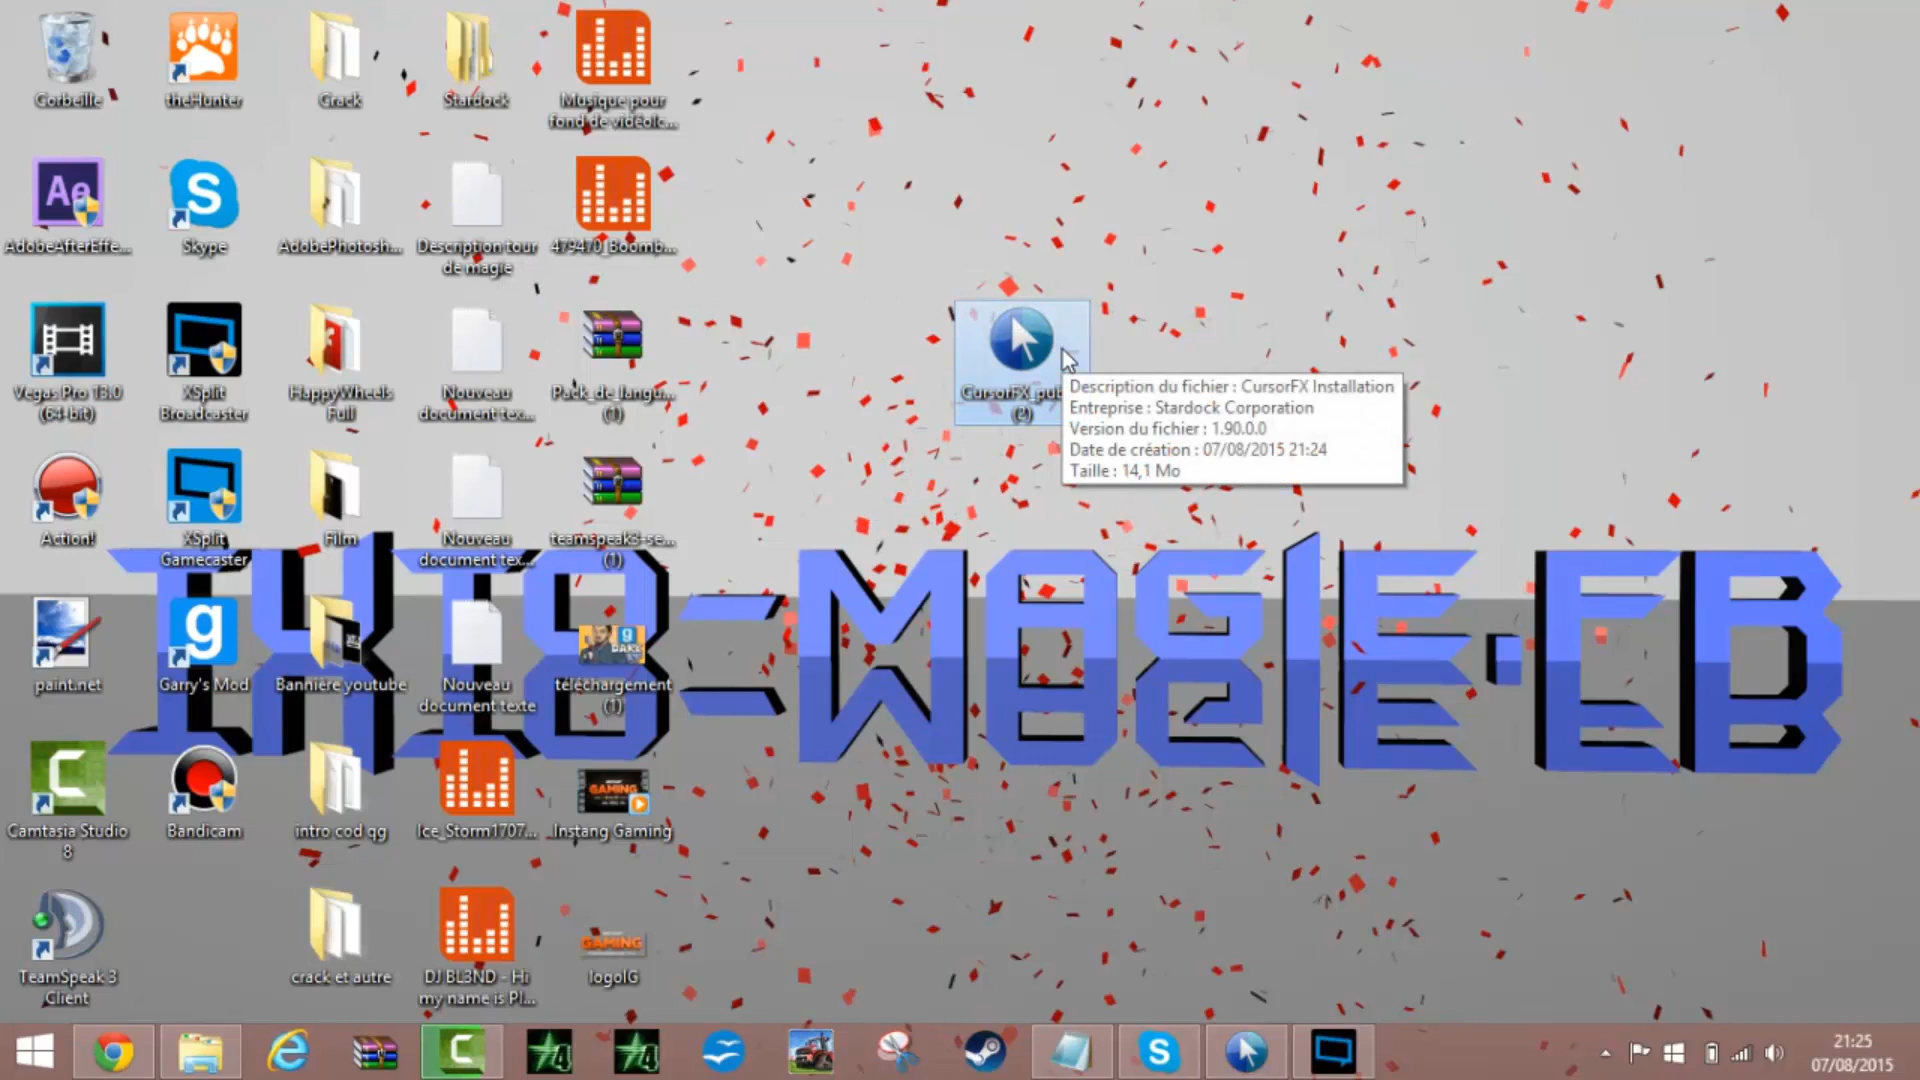 Corbeille
theHunter
Crack
Stardock
Musique pour
fond de vidéolc...
AdobeAfterEffe...
Skype
AdobePhotosh...
Description tour
de magie
479470_Boomb...
Vegas Pro 13.0
(64-bit)
XSplit
Broadcaster
HappyWheels
Full
Nouveau
document tex...
Pack_de_langu...
(1)
CursorFX_pub
(2)
Description du fichier : CursorFX Installation
Entreprise : Stardock Corporation
Version du fichier : 1.90.0.0
Date de création : 07/08/2015 21:24
Taille : 14,1 Mo
Action!
XSplit
Gamecaster
Film
Nouveau
document tex...
teamspeak3-se...
(1)
paint.net
Garry's Mod
Bannière youtube
Nouveau
document texte
téléchargement
(1)
Camtasia Studio
8
Bandicam
intro cod qg
Ice_Storm1707...
Instang Gaming
TeamSpeak 3
Client
crack et autre
DJ BL3ND - Hi
my name is Pl...
GAMING
logoIG
21:25
07/08/2015